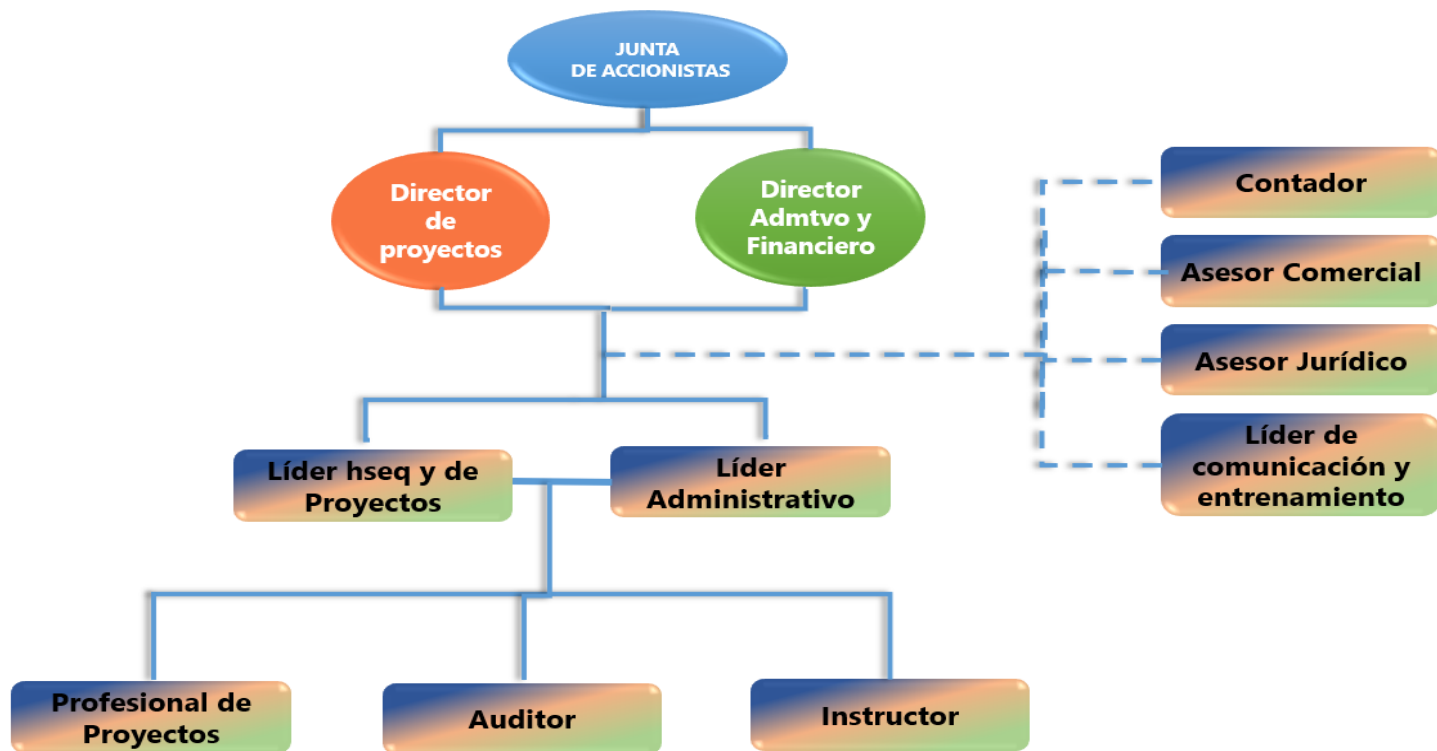 JUNTA
DE ACCIONISTAS
Director
de
proyectos
Director
Admtvo y
Financiero
Contador
Asesor Comercial
Asesor Jurídico
Líder de
comunicación y
entrenamiento
Líder hseq y de
Proyectos
Líder
Administrativo
Profesional de
Proyectos
Auditor
Instructor